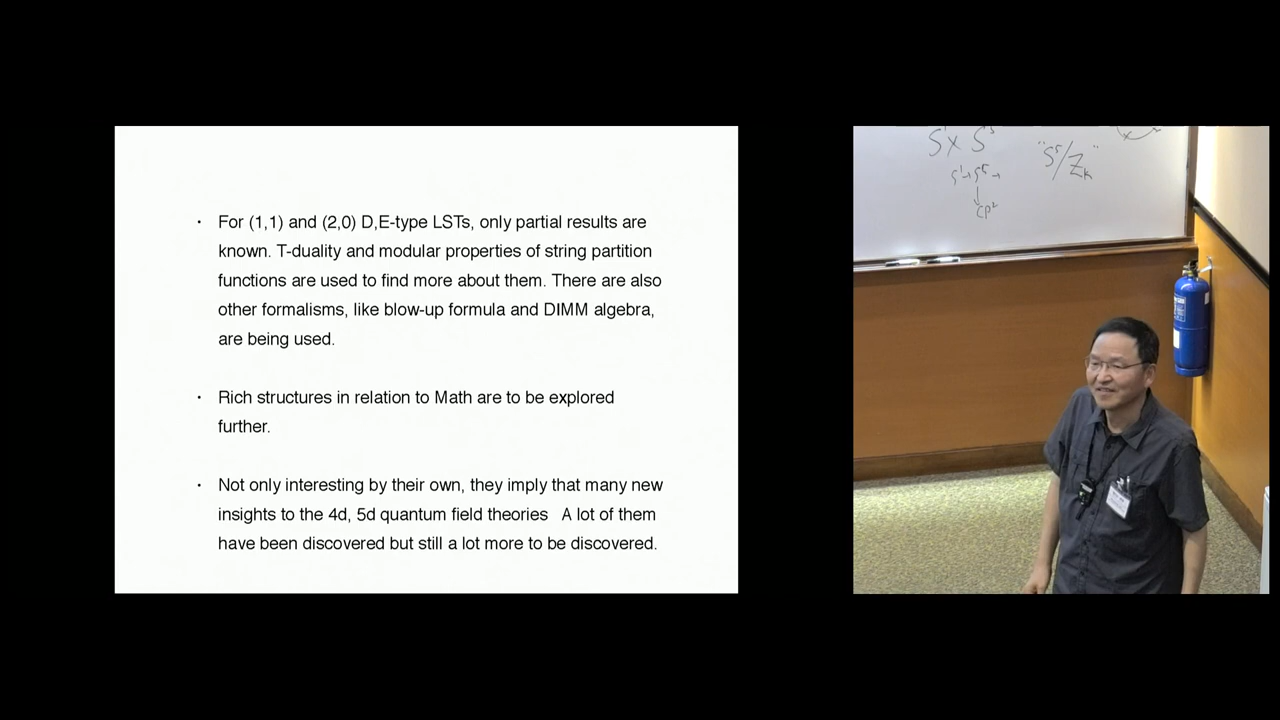 · For (1,1) and (2,0) D,E-type LSTs, only partial results are
known. T-duality and modular properties of string partition
functions are used to find more about them. There are also
other formalisms, like blow-up formula and DIMM algebra,
are being used.
· Rich structures in relation to Math are to be explored
further.
· Not only interesting by their own, they imply that many new
insights to the 4d, 5d quantum field theories A lot of them
have been discovered but still a lot more to be discovered.
"S⁵/Zₖ"
CP²